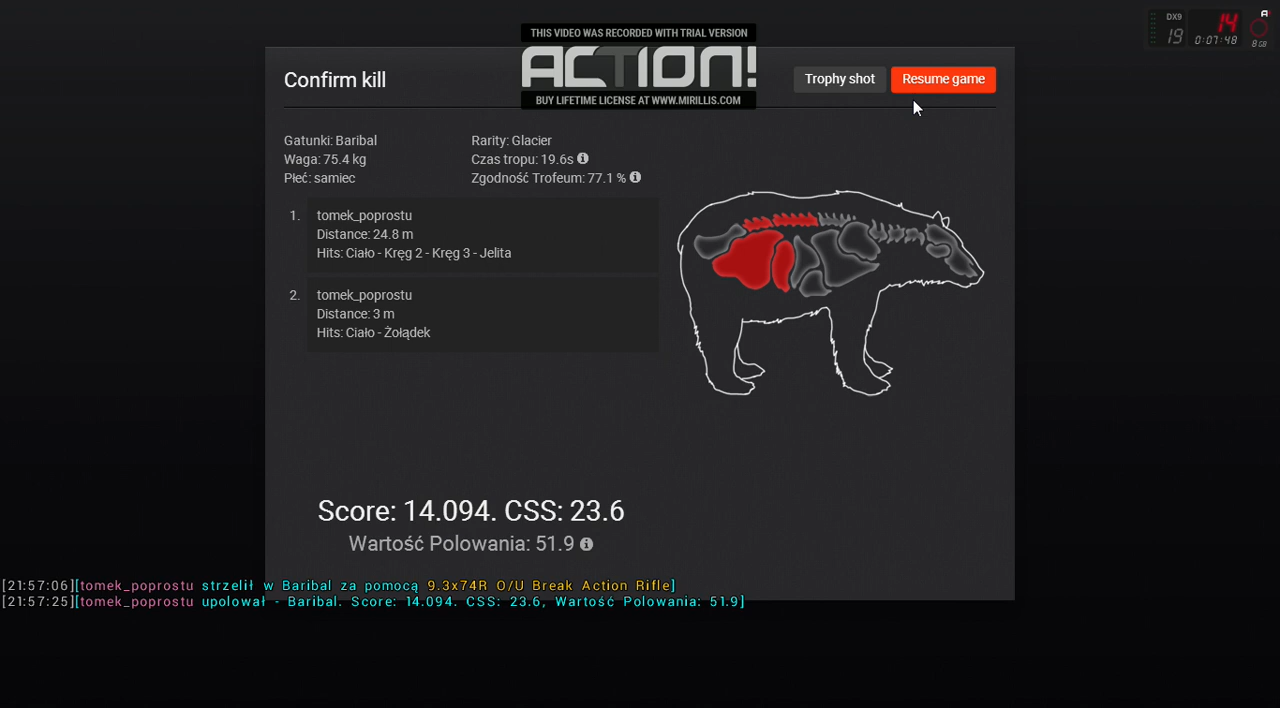 THIS VIDEO WAS RECORDED WITH TRIAL VERSION
ACTION!
BUY LIFETIME LICENSE AT WWW.MIRILLIS.COM
DX9
19
14
0:07:48
8GB
Confirm kill
Trophy shot
Resume game
Gatunki: Baribal
Waga: 75.4 kg
Płeć: samiec
Rarity: Glacier
Czas tropu: 19.6s
Zgodność Trofeum: 77.1 %
1.
tomek_poprostu
Distance: 24.8 m
Hits: Ciało - Kręg 2 - Kręg 3 - Jelita
2.
tomek_poprostu
Distance: 3 m
Hits: Ciało - Żołądek
Score: 14.094. CSS: 23.6
Wartość Polowania: 51.9
[21:57:06][tomek_poprostu strzelił w Baribal za pomocą 9.3x74R O/U Break Action Rifle]
[21:57:25][tomek_poprostu upolował - Baribal. Score: 14.094. CSS: 23.6, Wartość Polowania: 51.9]